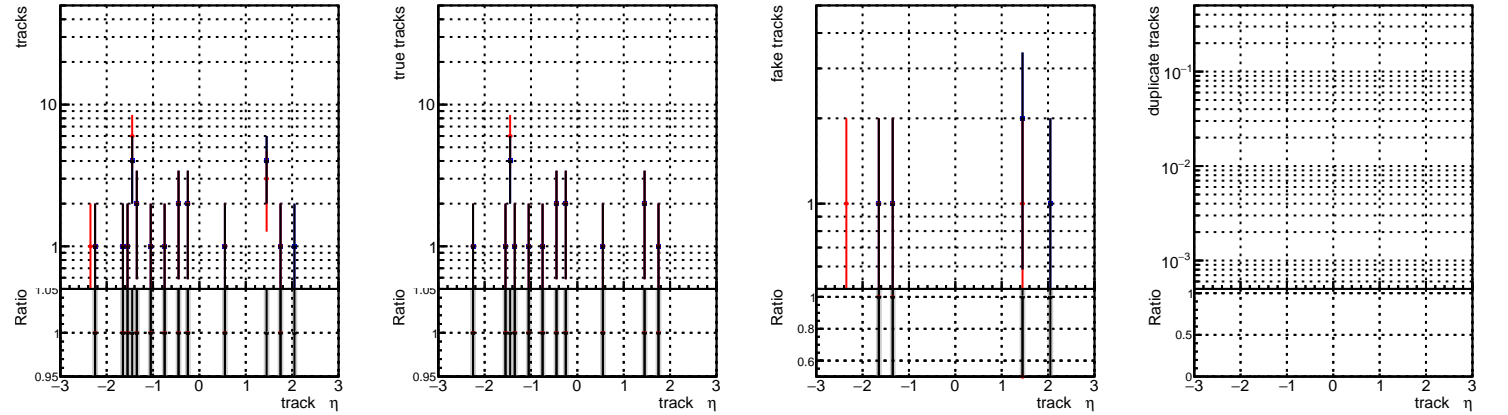 tracks
10
1
Ratio
1.05
1
0.95
−3 −2 −1 0 1 2 3
track η
true tracks
10
1
Ratio
1.05
1
0.95
−3 −2 −1 0 1 2 3
track η
fake tracks
1
Ratio
1
0.8
0.6
−3 −2 −1 0 1 2 3
track η
duplicate tracks
10−1
10−2
10−3
Ratio
1
0.5
0
−3 −2 −1 0 1 2 3
track η